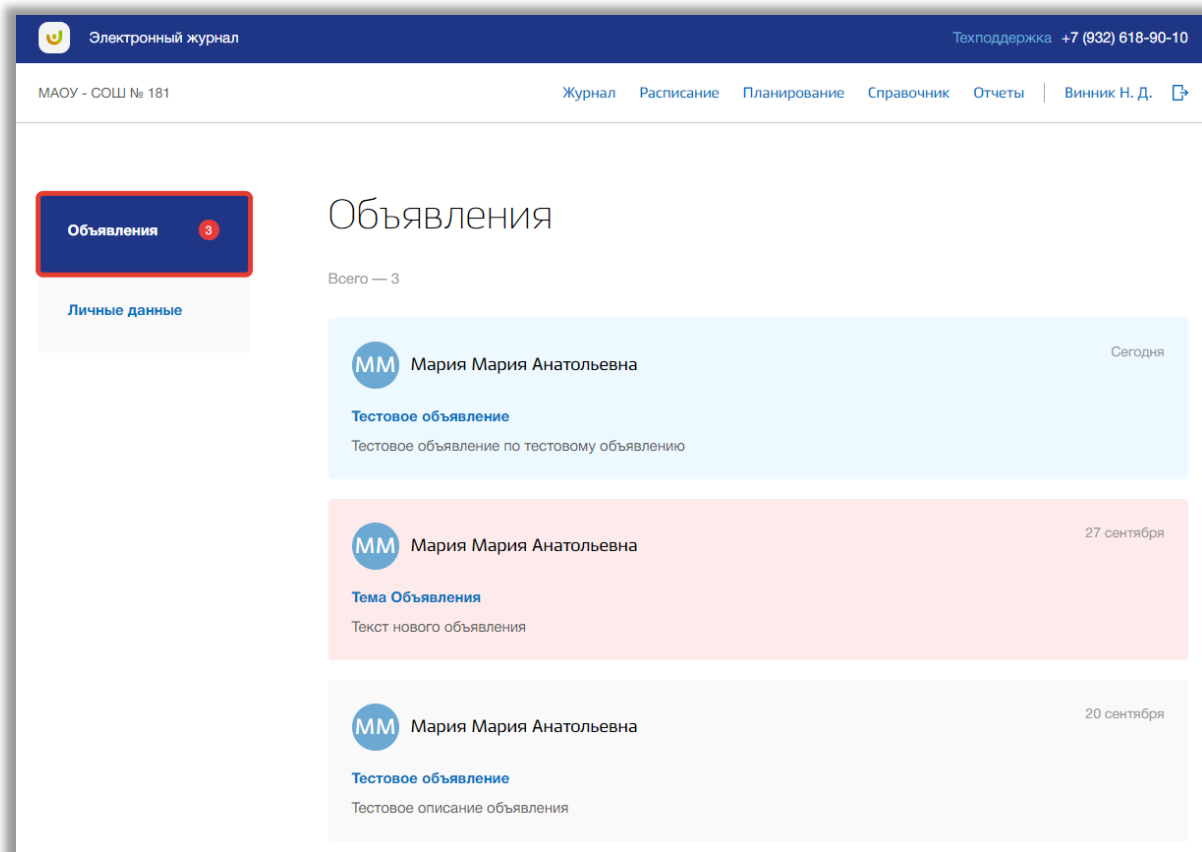 Электронный журнал
Техподдержка +7 (932) 618-90-10
МАОУ - СОШ № 181
Журнал Расписание Планирование Справочник Отчеты Винник Н. Д.
Объявления 3
Личные данные
Объявления
Всего — 3
ММ Мария Мария Анатольевна
Сегодня
Тестовое объявление
Тестовое объявление по тестовому объявлению
ММ Мария Мария Анатольевна
27 сентября
Тема Объявления
Текст нового объявления
ММ Мария Мария Анатольевна
20 сентября
Тестовое объявление
Тестовое описание объявления